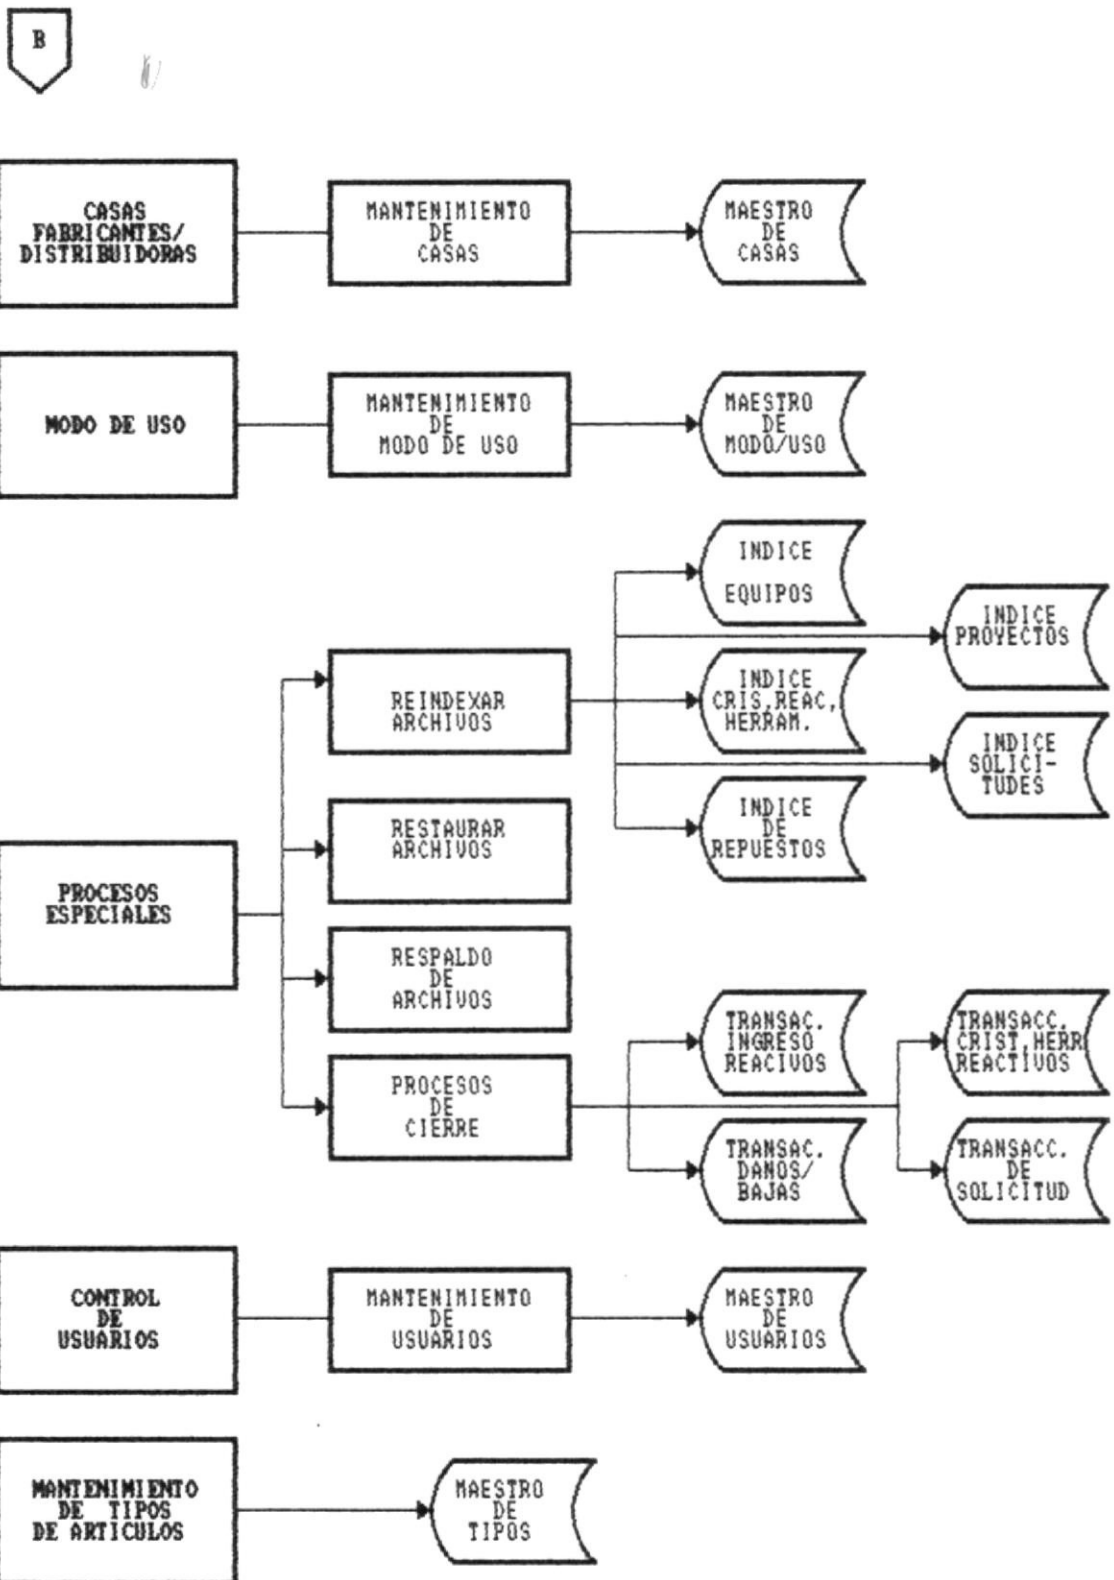 B
CASAS
FABRICANTES/
DISTRIBUIDORAS
MANTENIMIENTO
DE
CASAS
MAESTRO
DE
CASAS
MODO DE USO
MANTENIMIENTO
DE
MODO DE USO
MAESTRO
DE
MODO/USO
PROCESOS
ESPECIALES
REINDEXAR
ARCHIVOS
INDICE
EQUIPOS
INDICE
PROYECTOS
INDICE
CRIS,REAC,
HERRAM.
INDICE
SOLICI-
TUDES
INDICE
DE
REPUESTOS
RESTAURAR
ARCHIVOS
RESPALDO
DE
ARCHIVOS
PROCESOS
DE
CIERRE
TRANSAC.
INGRESO
REACIVOS
TRANSACC.
CRIST,HERR
REACTIVOS
TRANSAC.
DANOS/
BAJAS
TRANSACC.
DE
SOLICITUD
CONTROL
DE
USUARIOS
MANTENIMIENTO
DE
USUARIOS
MAESTRO
DE
USUARIOS
MANTENIMIENTO
DE TIPOS
DE ARTICULOS
MAESTRO
DE
TIPOS